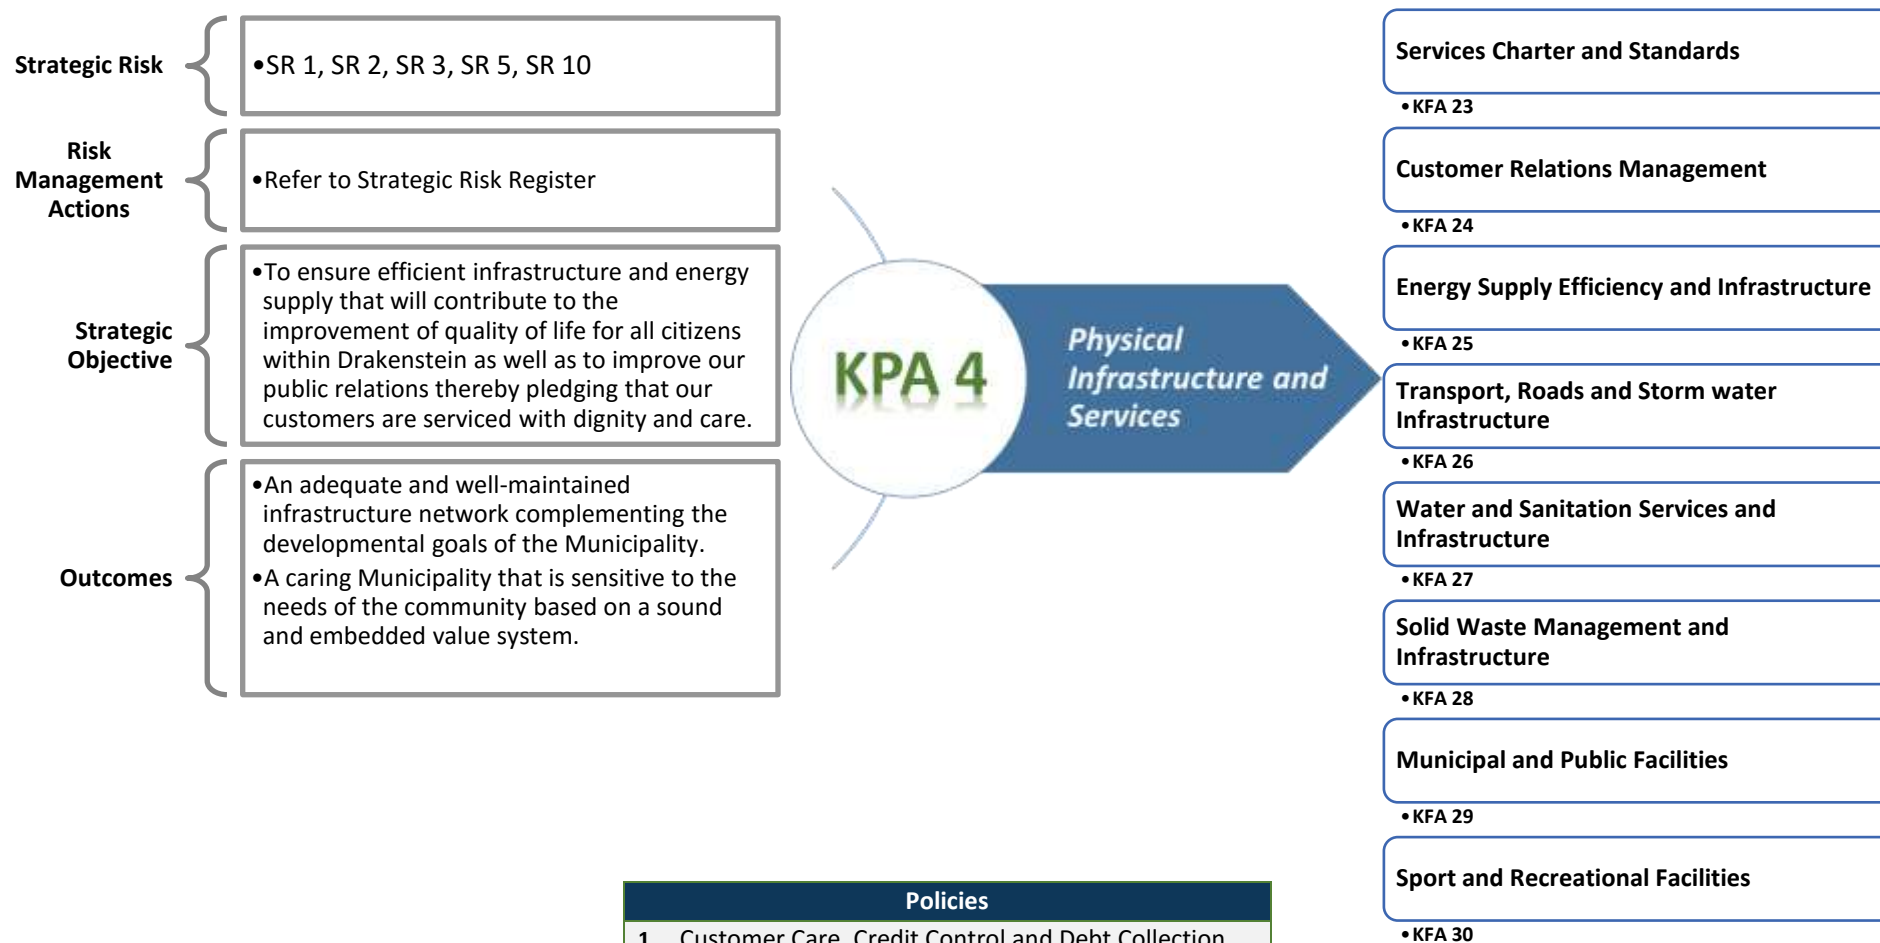 Strategic Risk
•SR 1, SR 2, SR 3, SR 5, SR 10
Risk
Management
Actions
•Refer to Strategic Risk Register
Strategic
Objective
•To ensure efficient infrastructure and energy
supply that will contribute to the
improvement of quality of life for all citizens
within Drakenstein as well as to improve our
public relations thereby pledging that our
customers are serviced with dignity and care.
Outcomes
•An adequate and well-maintained
infrastructure network complementing the
developmental goals of the Municipality.
•A caring Municipality that is sensitive to the
needs of the community based on a sound
and embedded value system.
KPA 4
Physical
Infrastructure and
Services
Services Charter and Standards
•KFA 23
Customer Relations Management
•KFA 24
Energy Supply Efficiency and Infrastructure
•KFA 25
Transport, Roads and Storm water
Infrastructure
•KFA 26
Water and Sanitation Services and
Infrastructure
•KFA 27
Solid Waste Management and
Infrastructure
•KFA 28
Municipal and Public Facilities
•KFA 29
Sport and Recreational Facilities
•KFA 30
Policies
1. Customer Care, Credit Control and Debt Collection